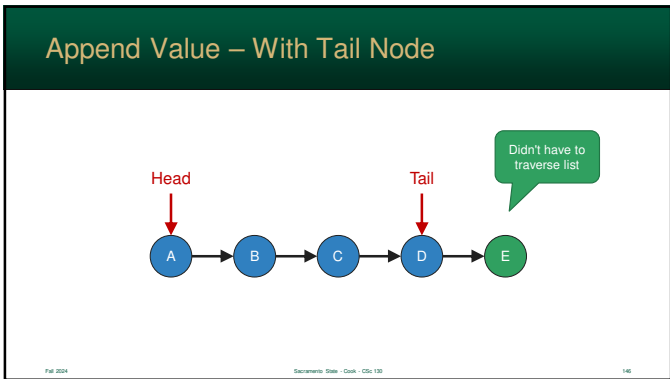 Append Value – With Tail Node
Didn't have to
traverse list
Head
Tail
A
B
C
D
E
Fall 2024
Sacramento State - Cook - CSc 130
146